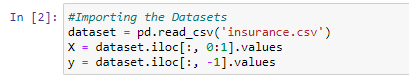 In [2]: #Importing the Datasets
dataset = pd.read_csv('insurance.csv')
X = dataset.iloc[:, 0:1].values
y = dataset.iloc[:, -1].values